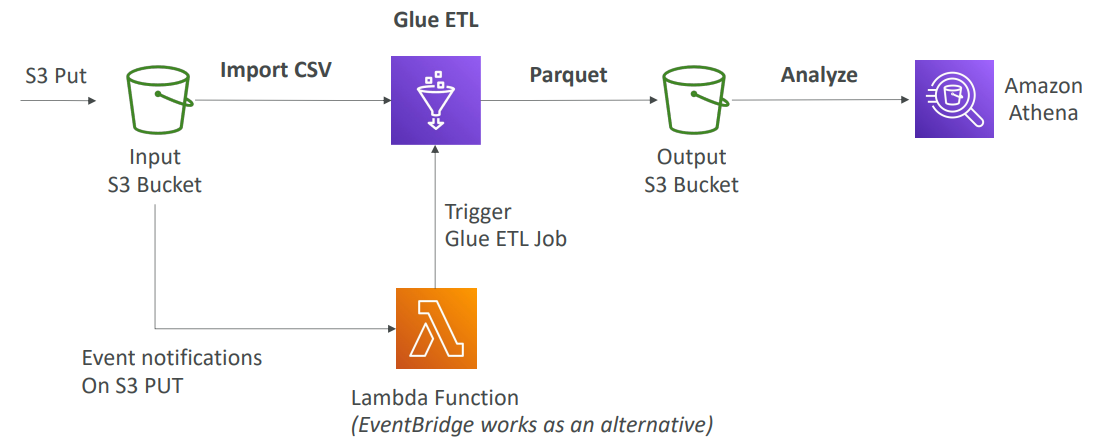 Glue ETL
S3 Put
Import CSV
Parquet
Analyze
Amazon
Athena
Input
S3 Bucket
Output
S3 Bucket
Trigger
Glue ETL Job
Event notifications
On S3 PUT
Lambda Function
(EventBridge works as an alternative)